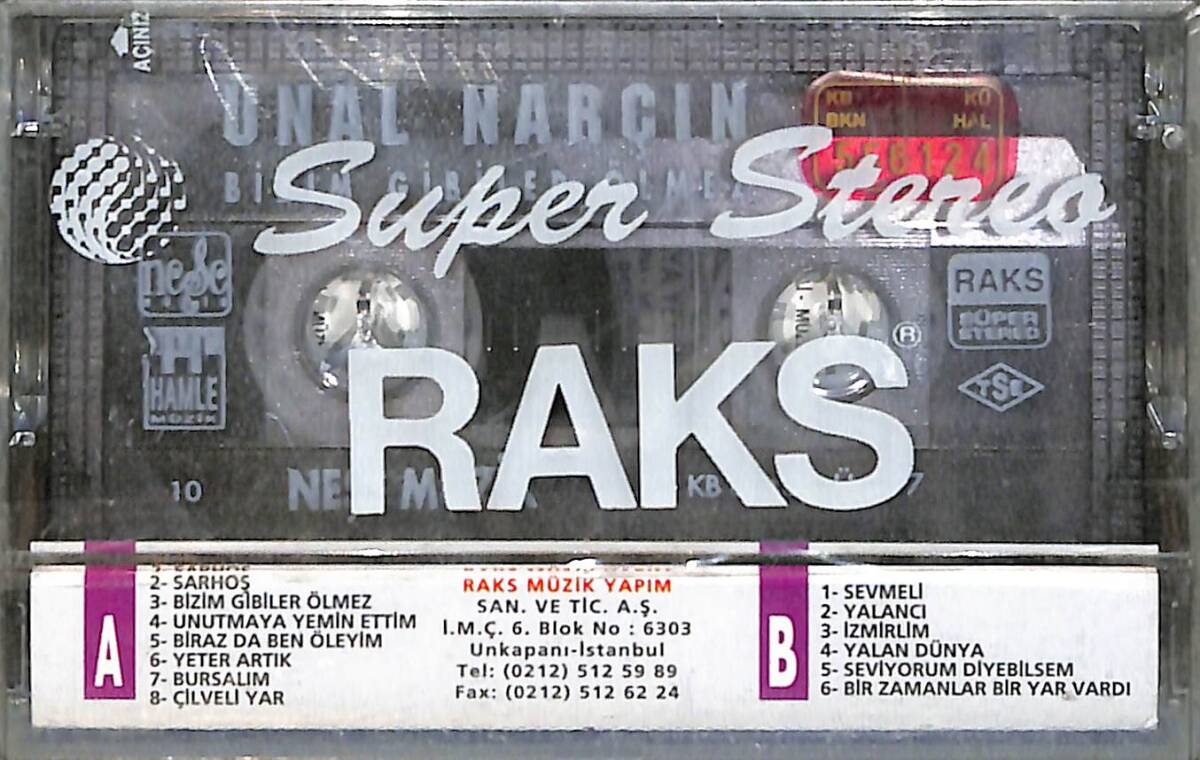 AÇINIZ
ÜNAL NARÇIN
KB KÜ
BKN HAL
Super Stereo
neşe
HAMLE
MÜZİK
RAKS
SÜPER
STEREO
TSE
RAKS ®
10
KB
7
2- SARHOŞ
3- BİZİM GİBİLER ÖLMEZ
4- UNUTMAYA YEMİN ETTİM
5- BİRAZ DA BEN ÖLEYİM
6- YETER ARTIK
7- BURSALIM
8- ÇİLVELİ YAR
A
RAKS MÜZİK YAPIM
SAN. VE TİC. A.Ş.
İ.M.Ç. 6. Blok No : 6303
Unkapanı-İstanbul
Tel: (0212) 512 59 89
Fax: (0212) 512 62 24
B
1- SEVMELİ
2- YALANCI
3- İZMİRLİM
4- YALAN DÜNYA
5- SEVİYORUM DİYEBİLSEM
6- BİR ZAMANLAR BİR YAR VARDI